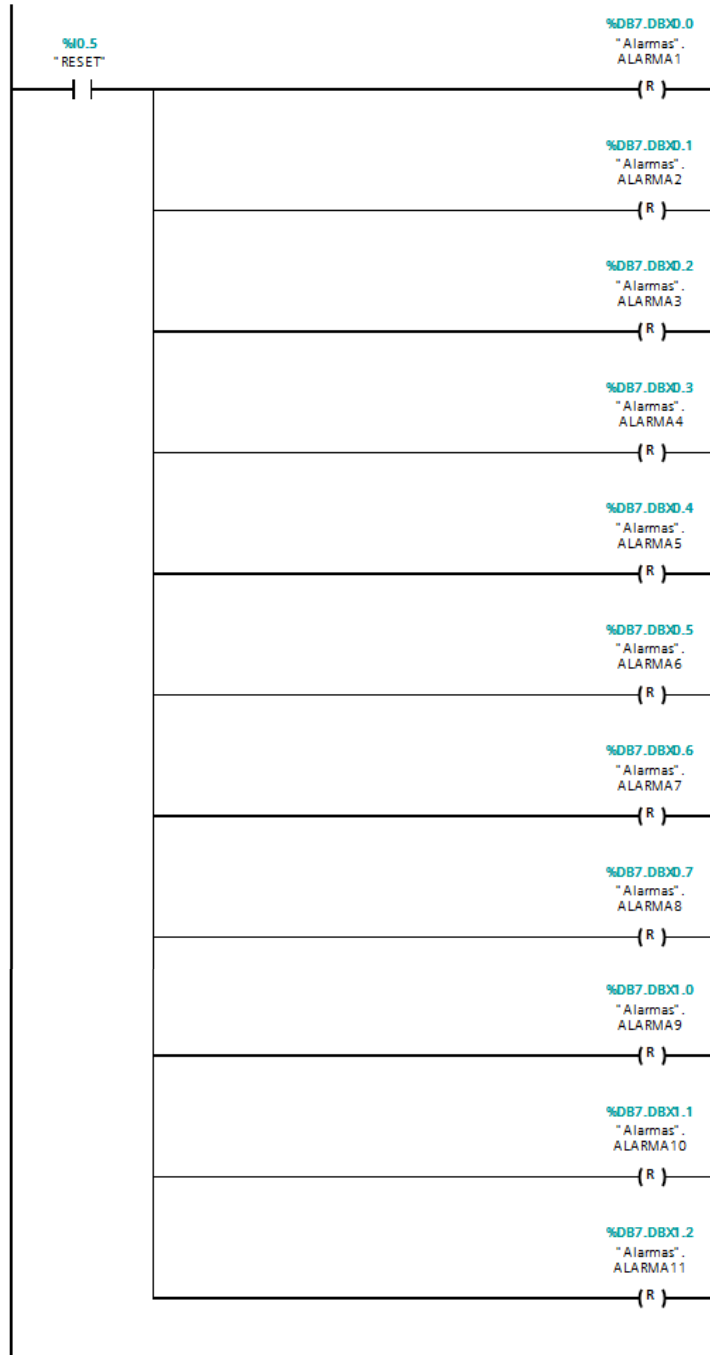 %I0.5
"RESET"
%DB7.DBX0.0
"Alarmas".
ALARMA1
( R )
%DB7.DBX0.1
"Alarmas".
ALARMA2
( R )
%DB7.DBX0.2
"Alarmas".
ALARMA3
( R )
%DB7.DBX0.3
"Alarmas".
ALARMA4
( R )
%DB7.DBX0.4
"Alarmas".
ALARMA5
( R )
%DB7.DBX0.5
"Alarmas".
ALARMA6
( R )
%DB7.DBX0.6
"Alarmas".
ALARMA7
( R )
%DB7.DBX0.7
"Alarmas".
ALARMA8
( R )
%DB7.DBX1.0
"Alarmas".
ALARMA9
( R )
%DB7.DBX1.1
"Alarmas".
ALARMA10
( R )
%DB7.DBX1.2
"Alarmas".
ALARMA11
( R )